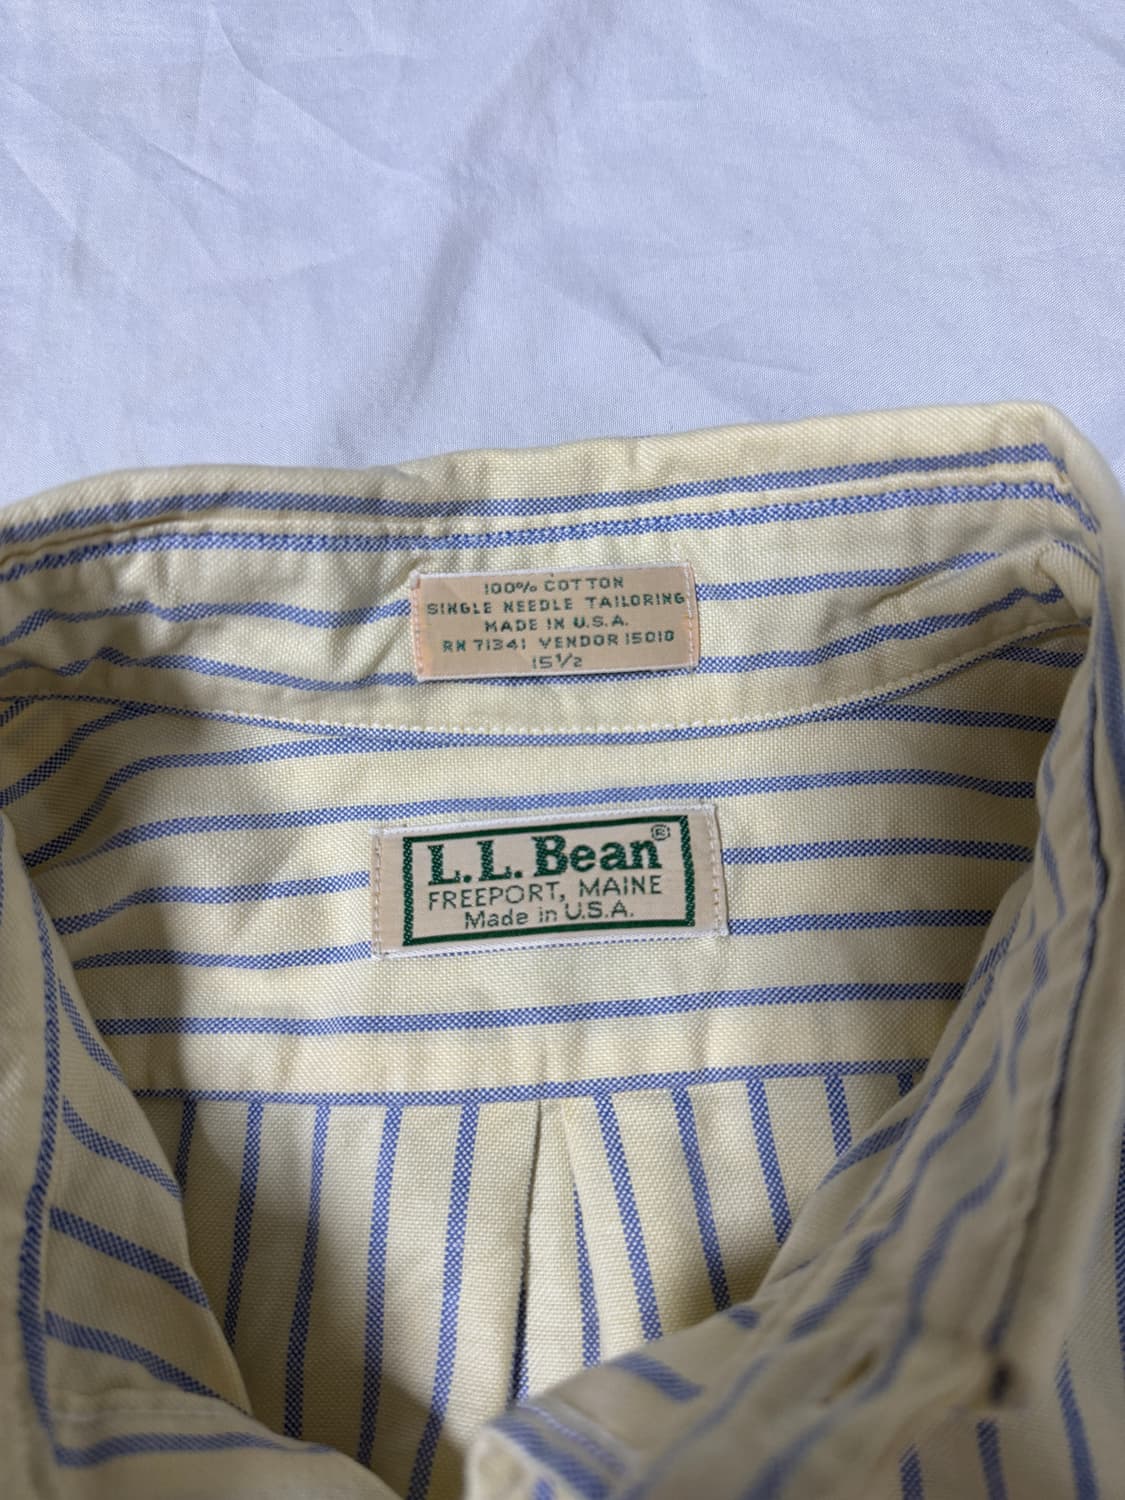 100% COTTON
SINGLE NEEDLE TAILORING
MADE IN U.S.A.
RN 71341 VENDOR 15010
15½
L.L. Bean®
FREEPORT, MAINE
Made in U.S.A.